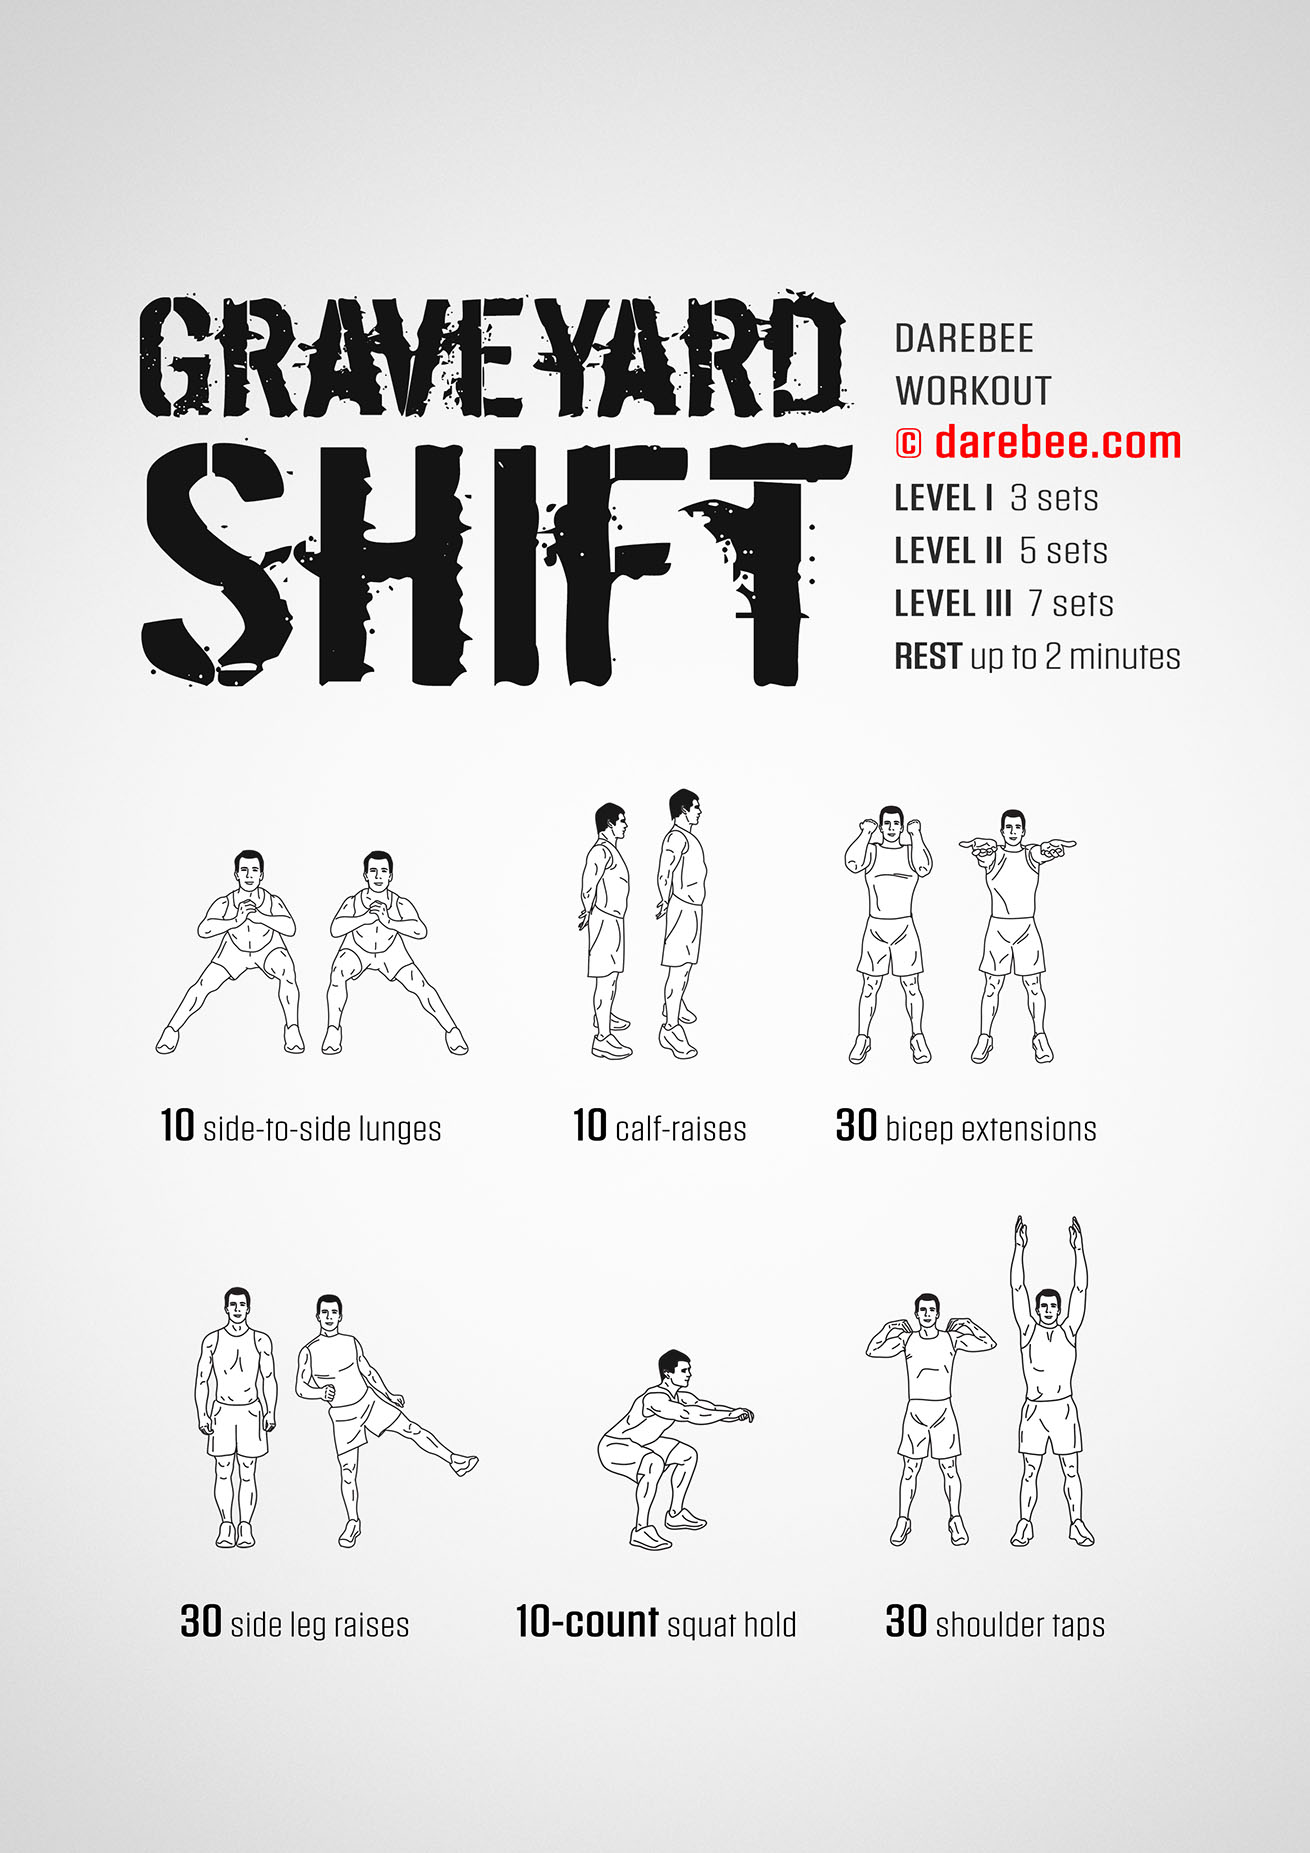 GRAVEYARD
SHIFT
DAREBEE
WORKOUT
© darebee.com
LEVEL I 3 sets
LEVEL II 5 sets
LEVEL III 7 sets
REST up to 2 minutes
10 side-to-side lunges
10 calf-raises
30 bicep extensions
30 side leg raises
10-count squat hold
30 shoulder taps